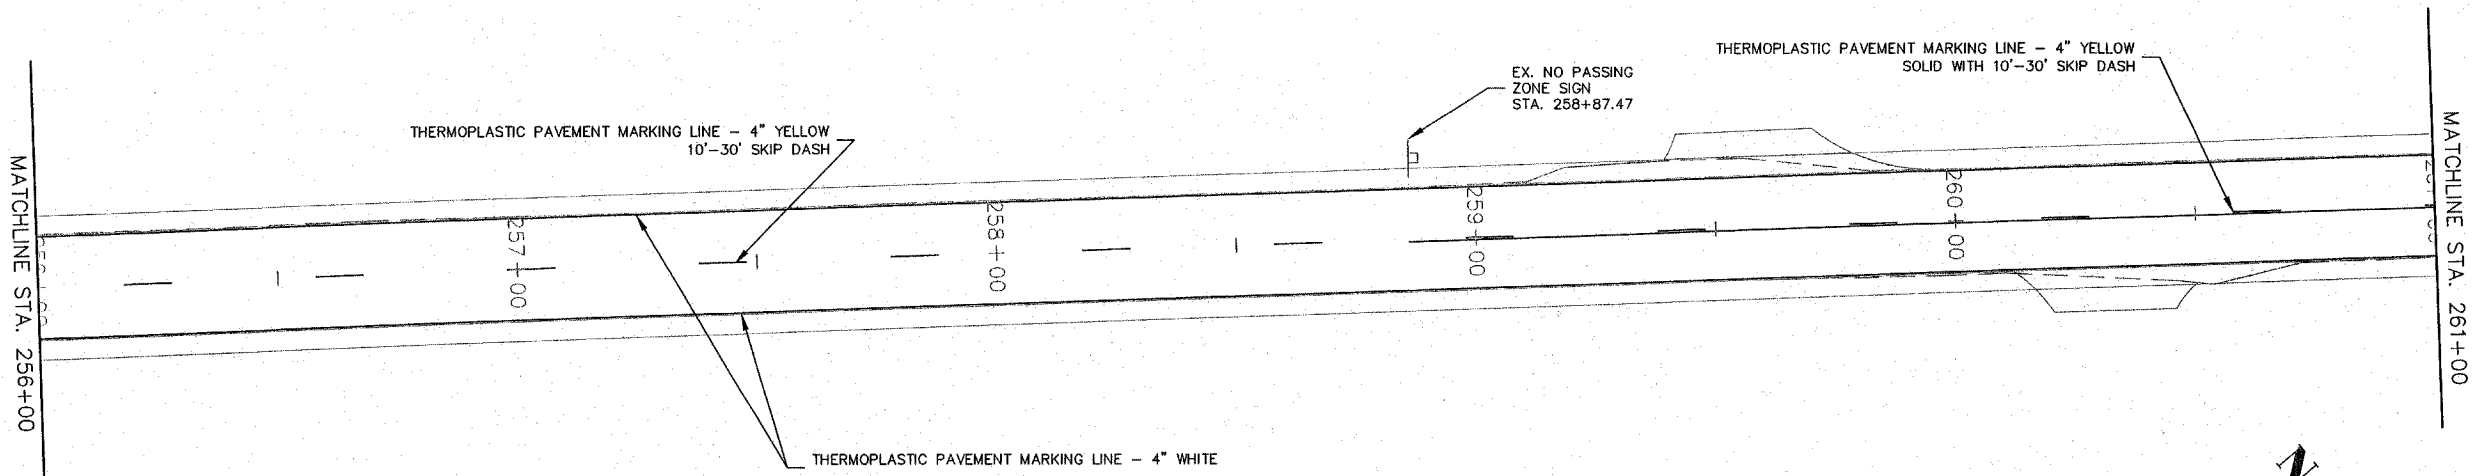 MATCHLINE STA. 256+00
THERMOPLASTIC PAVEMENT MARKING LINE – 4" YELLOW
10'–30' SKIP DASH
257+00
258+00
THERMOPLASTIC PAVEMENT MARKING LINE – 4" WHITE
EX. NO PASSING
ZONE SIGN
STA. 258+87.47
259+00
THERMOPLASTIC PAVEMENT MARKING LINE – 4" YELLOW
SOLID WITH 10'–30' SKIP DASH
260+00
MATCHLINE STA. 261+00
N